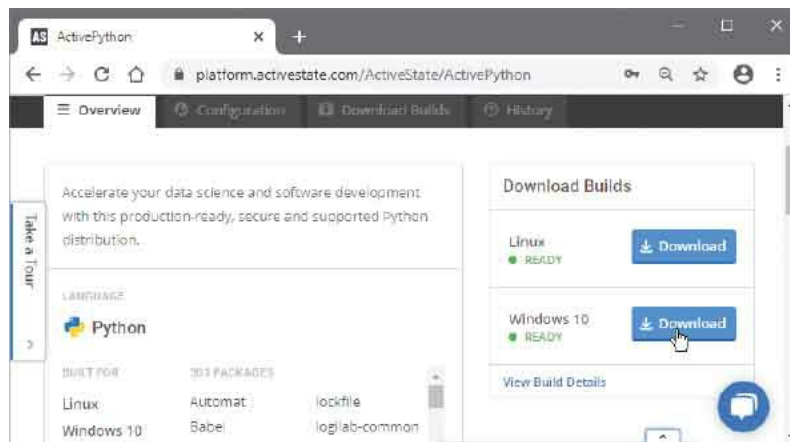 AS ActivePython
platform.activestate.com/ActiveState/ActivePython
Overview
Configuration
Download Builds
History
Take a Tour
Accelerate your data science and software development
with this production-ready, secure and supported Python
distribution.
LANGUAGE
Python
BUILT FOR
Linux
Windows 10
PACKAGES
Automat lockfile
Babel logilab-common
Download Builds
Linux
READY
Download
Windows 10
READY
Download
View Build Details